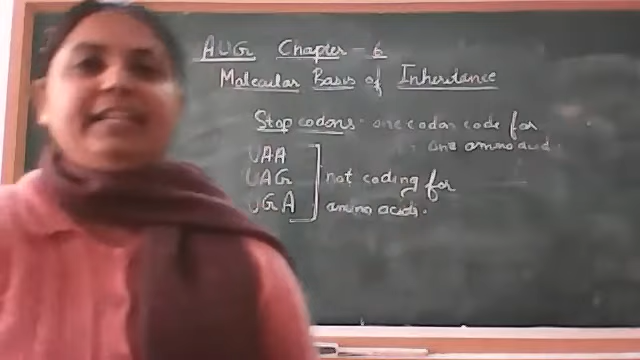 AUG Chapter - 6
Molecular Basis of Inheritance
Stop codons - one codon code for
one amino acid.
UAA
UAG not coding for
UGA amino acids.